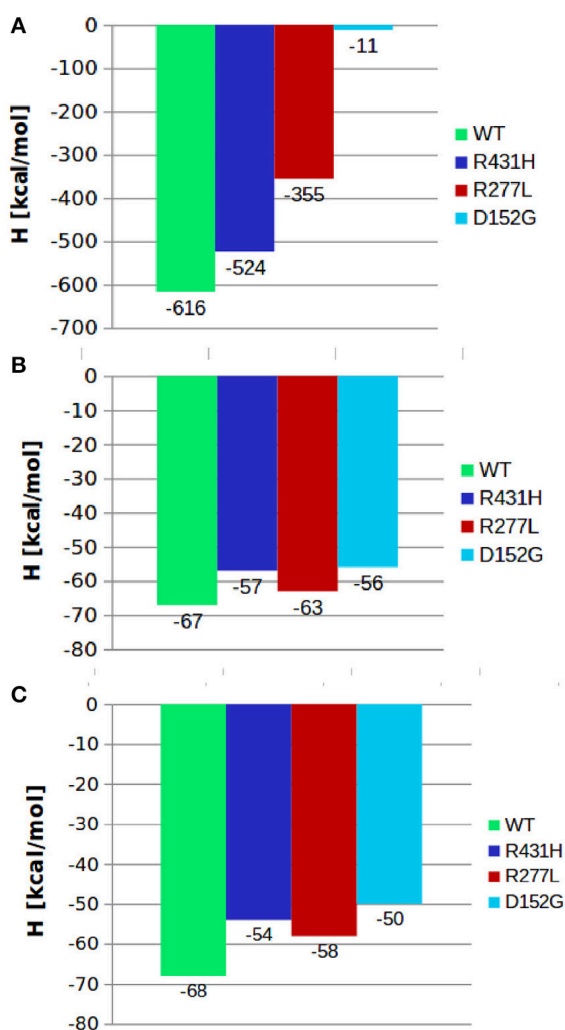 A
H [kcal/mol]
0
-100
-200
-300
-400
-500
-600
-700
-616
-524
-355
-11
WT
R431H
R277L
D152G
B
H [kcal/mol]
0
-10
-20
-30
-40
-50
-60
-70
-80
-67
-57
-63
-56
WT
R431H
R277L
D152G
C
H [kcal/mol]
0
-10
-20
-30
-40
-50
-60
-70
-80
-68
-54
-58
-50
WT
R431H
R277L
D152G